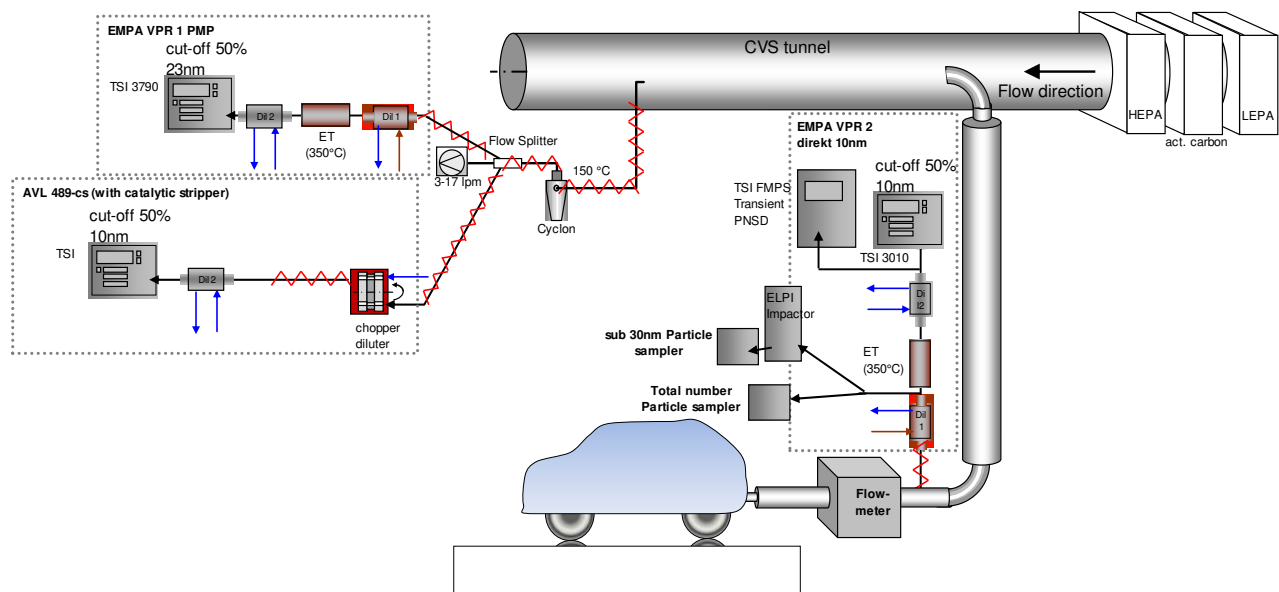 EMPA VPR 1 PMP
cut-off 50%
23nm
TSI 3790
Dil 2
ET
(350°C)
Dil 1
Flow Splitter
3-17 lpm
150 °C
Cyclon
AVL 489-cs (with catalytic stripper)
cut-off 50%
10nm
TSI
Dil 2
chopper
diluter
CVS tunnel
Flow direction
HEPA
act. carbon
LEPA
EMPA VPR 2
direkt 10nm
cut-off 50%
10nm
TSI FMPS
Transient
PNSD
TSI 3010
Di
l2
ELPI
Impactor
sub 30nm Particle
sampler
ET
(350°C)
Total number
Particle sampler
Dil
1
Flow-
meter